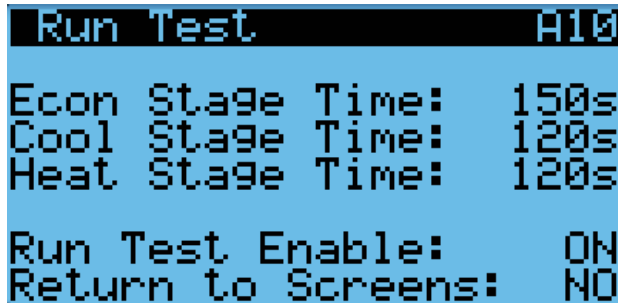 Run Test A10
Econ Stage Time: 150s
Cool Stage Time: 120s
Heat Stage Time: 120s
Run Test Enable: ON
Return to Screens: NO